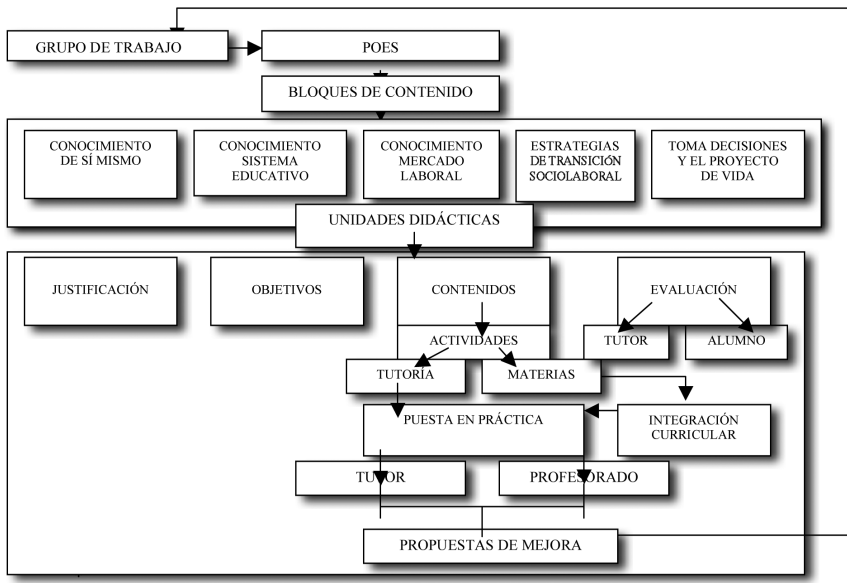 GRUPO DE TRABAJO
POES
BLOQUES DE CONTENIDO
CONOCIMIENTO
DE SÍ MISMO
CONOCIMIENTO
SISTEMA
EDUCATIVO
CONOCIMIENTO
MERCADO
LABORAL
ESTRATEGIAS
DE TRANSICIÓN
SOCIOLABORAL
TOMA DECISIONES
Y EL PROYECTO
DE VIDA
UNIDADES DIDÁCTICAS
JUSTIFICACIÓN
OBJETIVOS
CONTENIDOS
EVALUACIÓN
ACTIVIDADES
TUTOR
ALUMNO
TUTORÍA
MATERIAS
PUESTA EN PRÁCTICA
INTEGRACIÓN
CURRICULAR
TUTOR
PROFESORADO
PROPUESTAS DE MEJORA